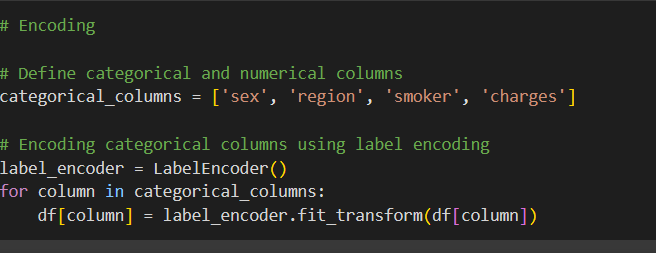 # Encoding
# Define categorical and numerical columns
categorical_columns = ['sex', 'region', 'smoker', 'charges']
# Encoding categorical columns using label encoding
label_encoder = LabelEncoder()
for column in categorical_columns:
    df[column] = label_encoder.fit_transform(df[column])